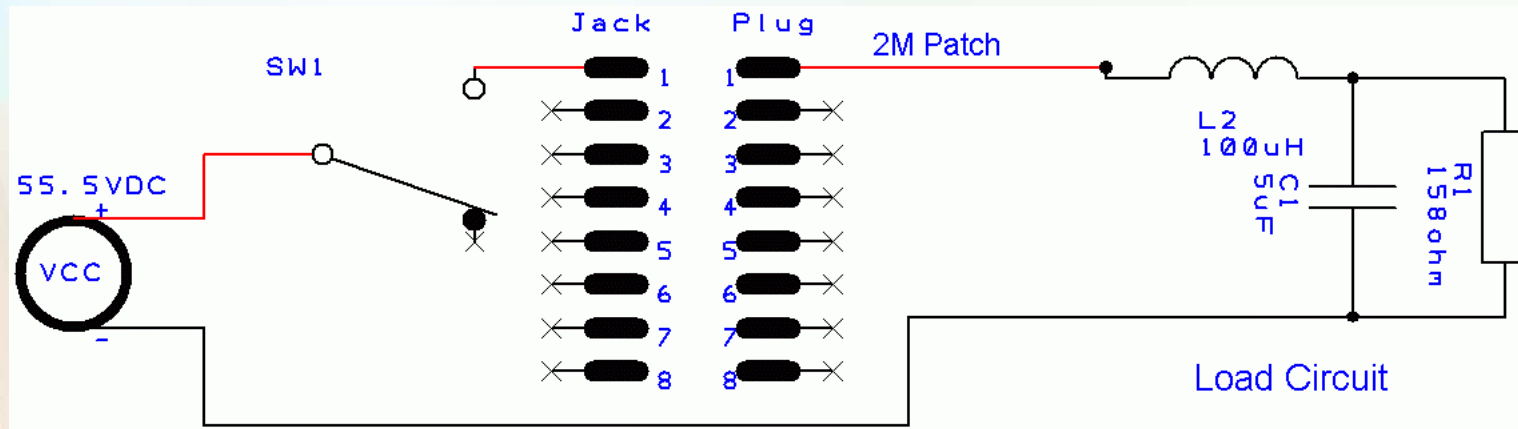 Jack Plug
2M Patch
SW1
1 1
2 2
3 3
4 4
5 5
6 6
7 7
8 8
55.5VDC
+
VCC
-
L2
100uH
C1
5uF
R1
158ohm
Load Circuit